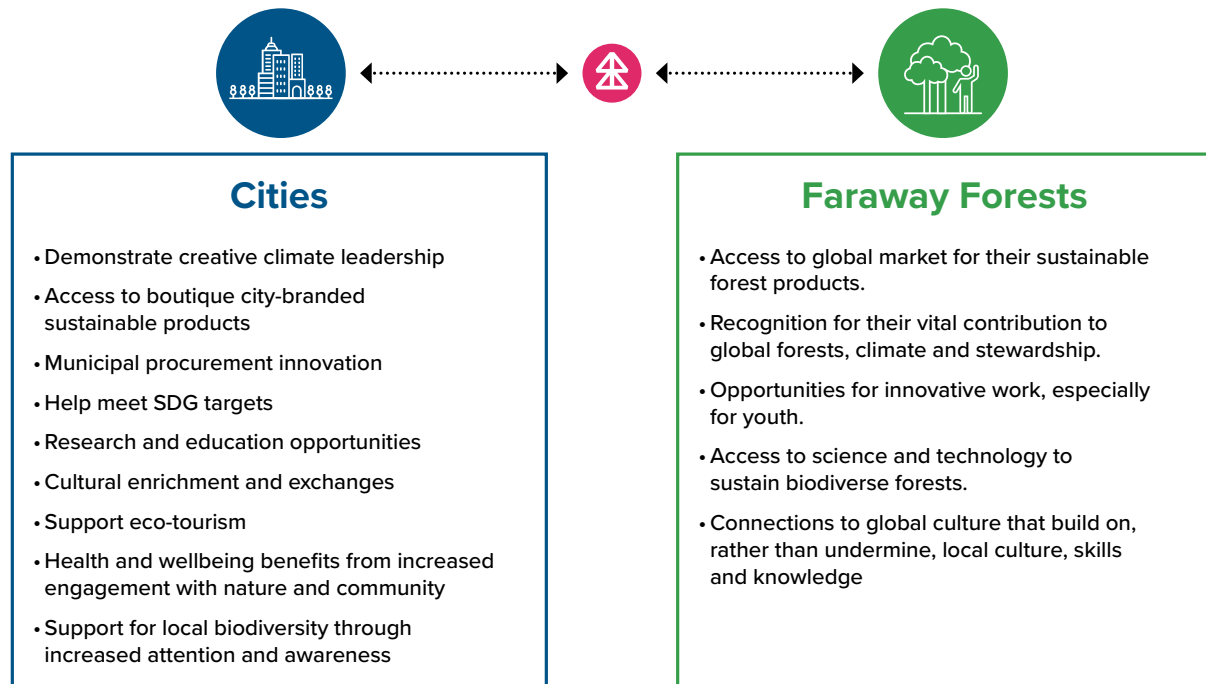 Cities
• Demonstrate creative climate leadership
• Access to boutique city-branded
sustainable products
• Municipal procurement innovation
• Help meet SDG targets
• Research and education opportunities
• Cultural enrichment and exchanges
• Support eco-tourism
• Health and wellbeing benefits from increased
engagement with nature and community
• Support for local biodiversity through
increased attention and awareness
Faraway Forests
• Access to global market for their sustainable
forest products.
• Recognition for their vital contribution to
global forests, climate and stewardship.
• Opportunities for innovative work, especially
for youth.
• Access to science and technology to
sustain biodiverse forests.
• Connections to global culture that build on,
rather than undermine, local culture, skills
and knowledge